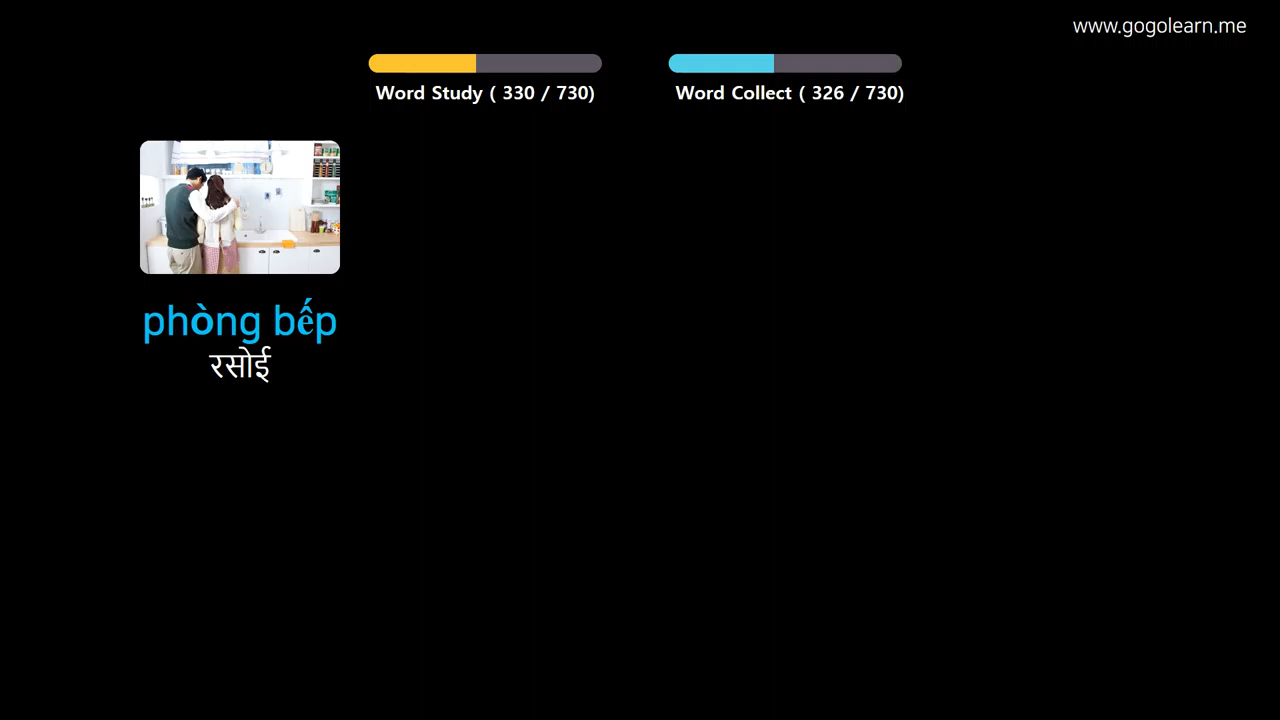 www.gogolearn.me
Word Study ( 330 / 730)
Word Collect ( 326 / 730)
phòng bếp
रसोई